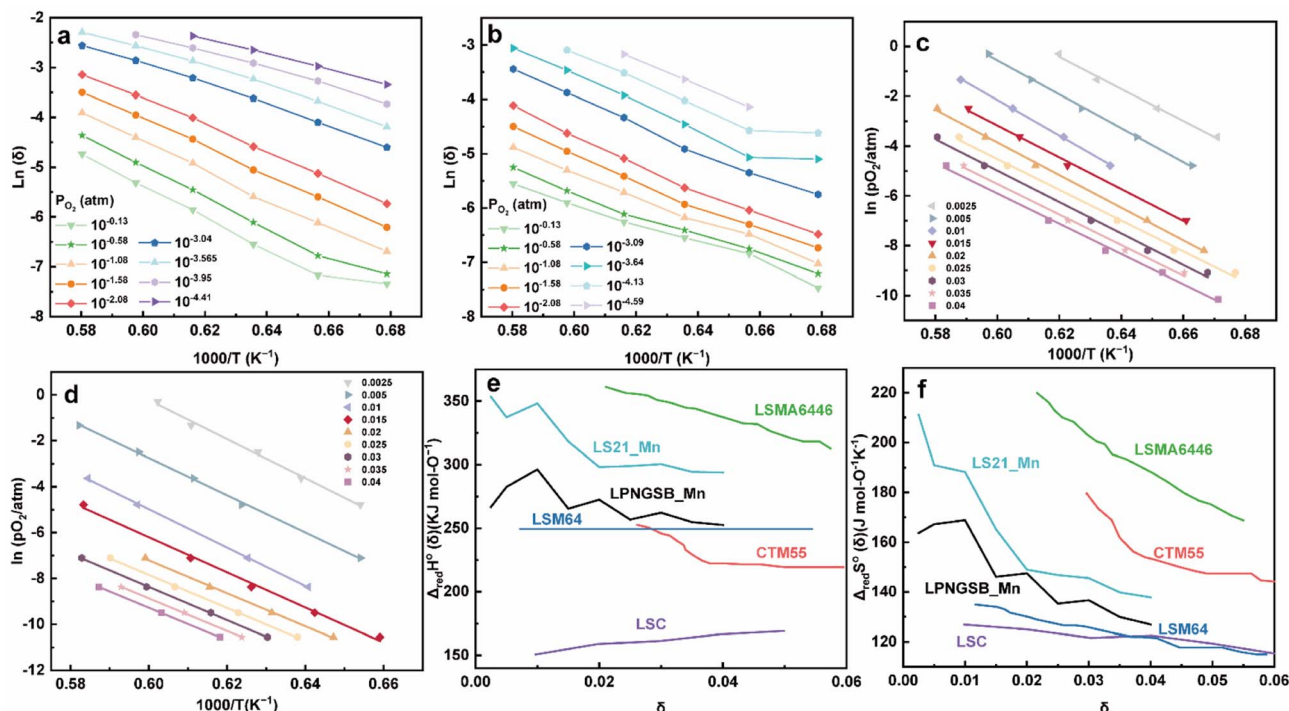 a
-2
-3
-4
-5
-6
-7
-8
Ln (δ)
P_O₂ (atm)
10^-0.13
10^-0.58
10^-1.08
10^-1.58
10^-2.08
10^-3.04
10^-3.565
10^-3.95
10^-4.41
0.58 0.60 0.62 0.64 0.66 0.68
1000/T (K⁻¹)
b
-3
-4
-5
-6
-7
-8
Ln (δ)
P_O₂ (atm)
10^-0.13
10^-0.58
10^-1.08
10^-1.58
10^-2.08
10^-3.09
10^-3.64
10^-4.13
10^-4.59
0.58 0.60 0.62 0.64 0.66 0.68
1000/T (K⁻¹)
c
0
-2
-4
-6
-8
-10
ln (pO₂/atm)
0.0025
0.005
0.01
0.015
0.02
0.025
0.03
0.035
0.04
0.58 0.60 0.62 0.64 0.66 0.68
1000/T (K⁻¹)
d
0
-2
-4
-6
-8
-10
-12
ln (pO₂/atm)
0.0025
0.005
0.01
0.015
0.02
0.025
0.03
0.035
0.04
0.58 0.60 0.62 0.64 0.66
1000/T(K⁻¹)
e
350
300
250
200
150
Δ_redH° (δ)(KJ mol-O⁻¹)
LSMA6446
LS21_Mn
LPNGSB_Mn
LSM64
CTM55
LSC
0.00 0.02 0.04 0.06
δ
f
220
200
180
160
140
120
Δ_redS° (δ)(J mol-O⁻¹K⁻¹)
LS21_Mn
LSMA6446
CTM55
LPNGSB_Mn
LSM64
LSC
0.00 0.01 0.02 0.03 0.04 0.05 0.06
δ